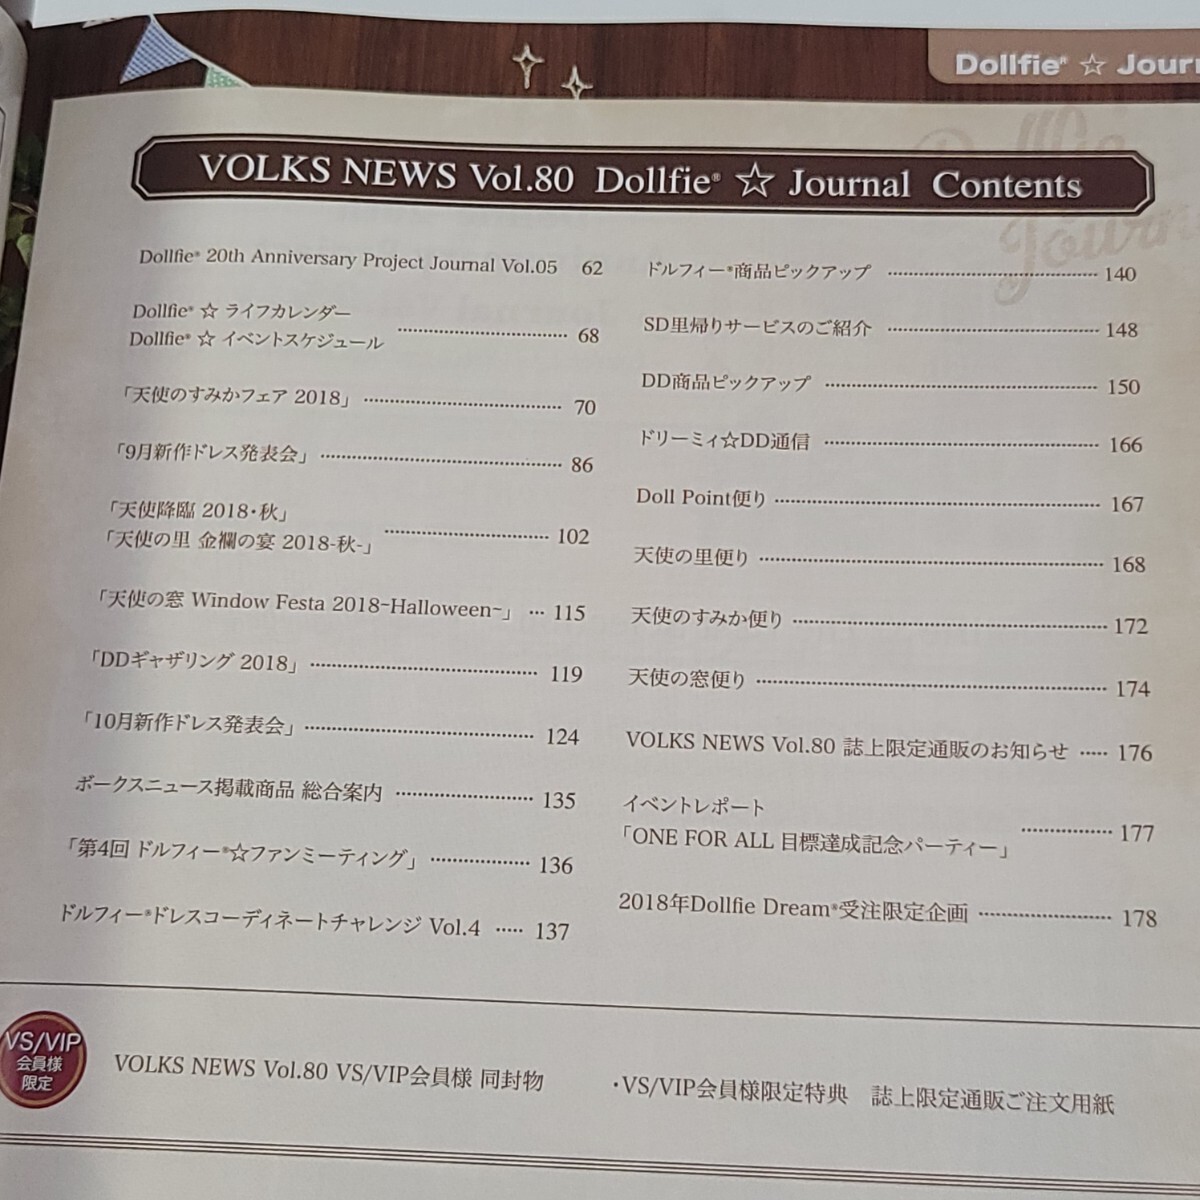 Dollfie® ☆ Jour
VOLKS NEWS Vol.80 Dollfie® ☆ Journal Contents
Dollfie® 20th Anniversary Project Journal Vol.05 62
Dollfie® ☆ ライフカレンダー
Dollfie® ☆ イベントスケジュール 68
「天使のすみかフェア 2018」 70
「9月新作ドレス発表会」 86
「天使降臨 2018・秋」
「天使の里 金襴の宴 2018-秋-」 102
「天使の窓 Window Festa 2018~Halloween~」 115
「DDギャザリング 2018」 119
「10月新作ドレス発表会」 124
ボークスニュース掲載商品 総合案内 135
「第4回 ドルフィー®☆ファンミーティング」 136
ドルフィー®ドレスコーディネートチャレンジ Vol.4 137
ドルフィー®商品ピックアップ 140
SD里帰りサービスのご紹介 148
DD商品ピックアップ 150
ドリーミィ☆DD通信 166
Doll Point便り 167
天使の里便り 168
天使のすみか便り 172
天使の窓便り 174
VOLKS NEWS Vol.80 誌上限定通販のお知らせ 176
イベントレポート
「ONE FOR ALL 目標達成記念パーティー」 177
2018年Dollfie Dream®受注限定企画 178
VS/VIP
会員様
限定
VOLKS NEWS Vol.80 VS/VIP会員様 同封物
・VS/VIP会員様限定特典 誌上限定通販ご注文用紙